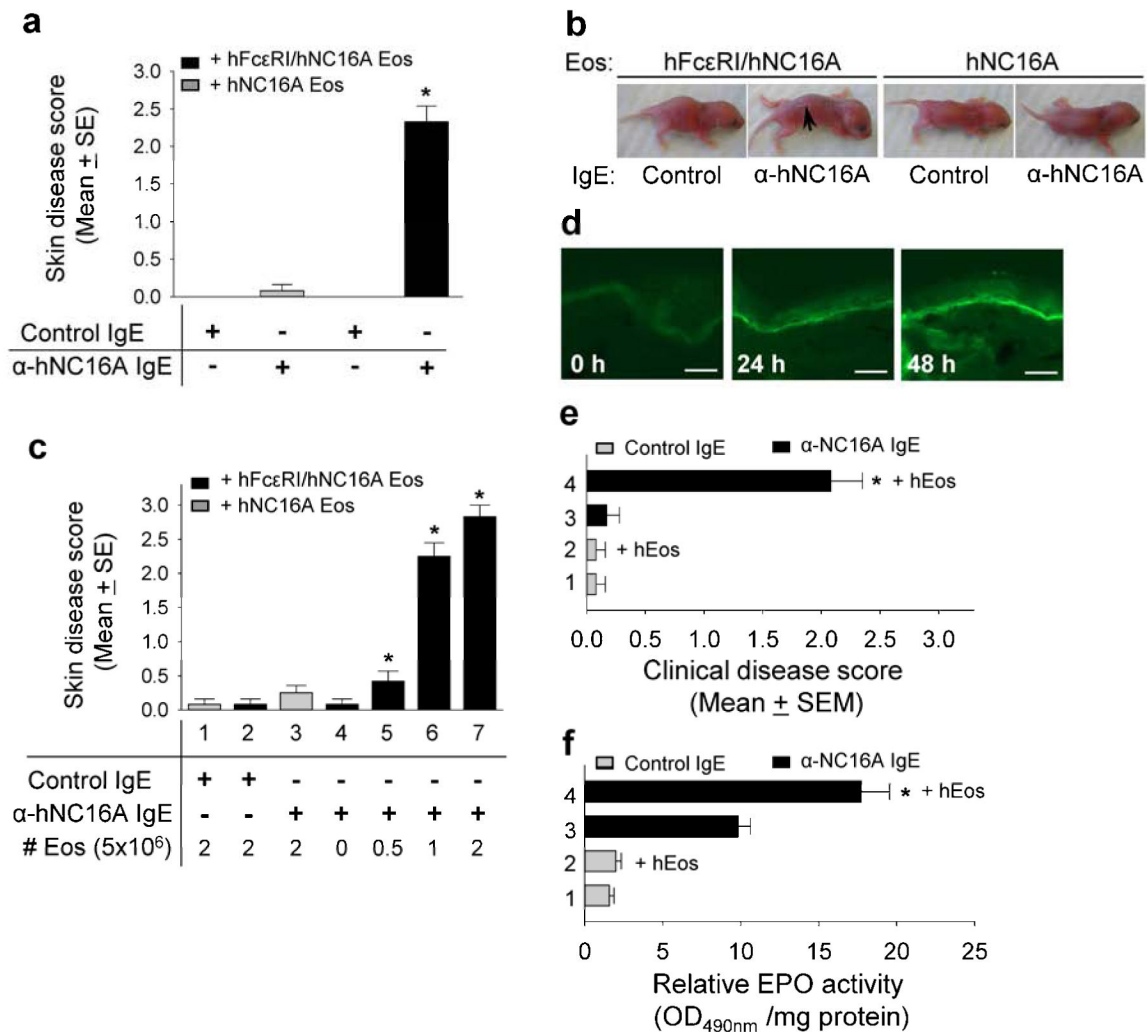 a
+ hFcεRI/hNC16A Eos
+ hNC16A Eos
Skin disease score
(Mean ± SE)
3.0
2.5
2.0
1.5
1.0
0.5
0.0
*
Control IgE + - + -
α-hNC16A IgE - + - +
b
Eos: hFcεRI/hNC16A hNC16A
IgE: Control α-hNC16A Control α-hNC16A
c
+ hFcεRI/hNC16A Eos
+ hNC16A Eos
Skin disease score
(Mean ± SE)
3.0
2.5
2.0
1.5
1.0
0.5
0.0
* * *
1 2 3 4 5 6 7
Control IgE + + - - - - -
α-hNC16A IgE - - + + + + +
# Eos (5x10⁶) 2 2 2 0 0.5 1 2
d
0 h 24 h 48 h
e
Control IgE α-NC16A IgE
4 * + hEos
3
2 + hEos
1
0.0 0.5 1.0 1.5 2.0 2.5 3.0
Clinical disease score
(Mean ± SEM)
f
Control IgE α-NC16A IgE
4 * + hEos
3
2 + hEos
1
0 5 10 15 20 25
Relative EPO activity
(OD490nm /mg protein)